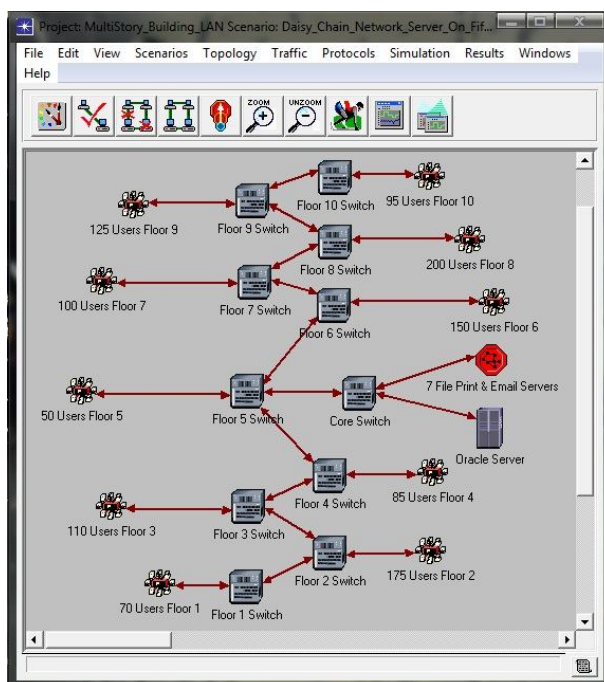 Project: MultiStory_Building_LAN Scenario: Daisy_Chain_Network_Server_On_Fif...
File Edit View Scenarios Topology Traffic Protocols Simulation Results Windows
Help
ZOOM
UNZOOM
Floor 10 Switch
95 Users Floor 10
125 Users Floor 9
Floor 9 Switch
Floor 8 Switch
200 Users Floor 8
100 Users Floor 7
Floor 7 Switch
Floor 6 Switch
150 Users Floor 6
7 File Print & Email Servers
50 Users Floor 5
Floor 5 Switch
Core Switch
Oracle Server
Floor 4 Switch
85 Users Floor 4
110 Users Floor 3
Floor 3 Switch
Floor 2 Switch
175 Users Floor 2
70 Users Floor 1
Floor 1 Switch